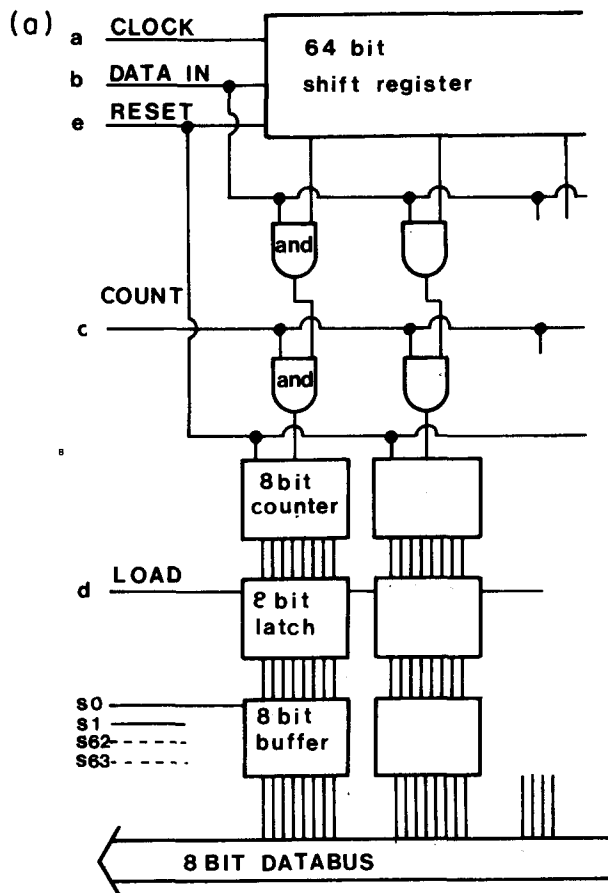 (a)
a CLOCK
b DATA IN
e RESET
64 bit
shift register
and
COUNT
c
and
8 bit
counter
d LOAD
8 bit
latch
s0
s1
s62
s63
8 bit
buffer
8 BIT DATABUS